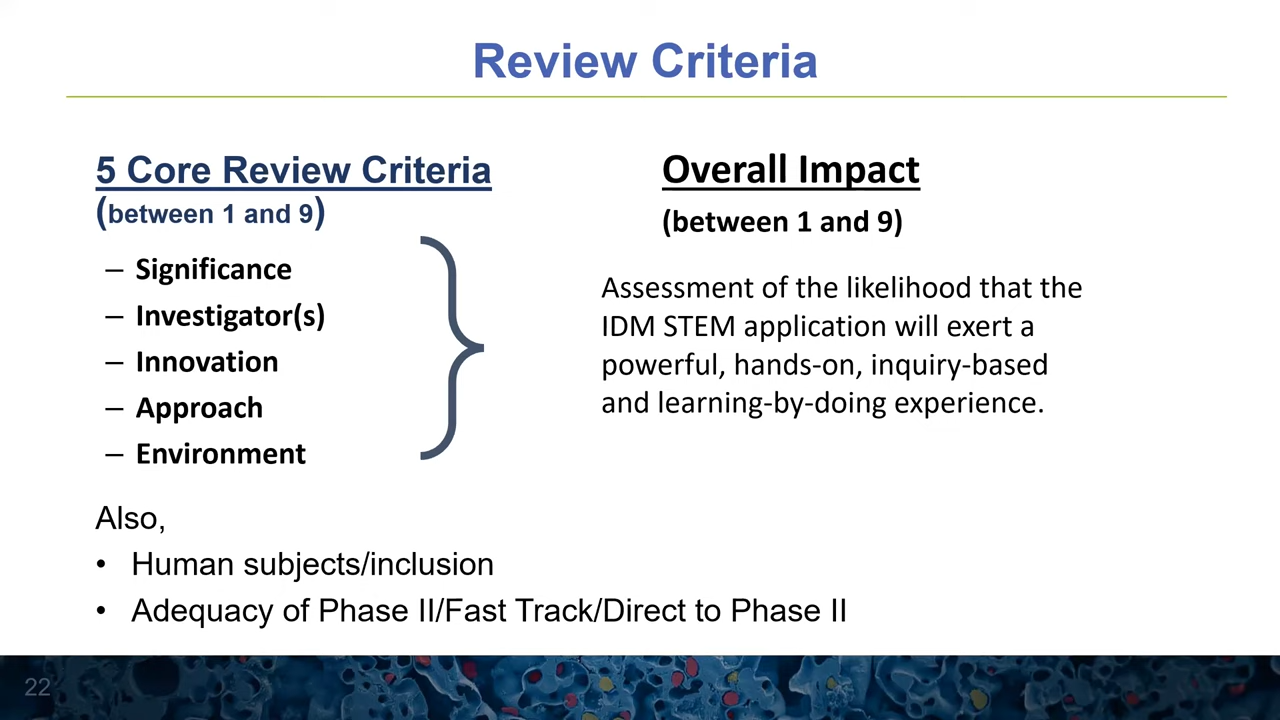 Review Criteria
5 Core Review Criteria
(between 1 and 9)
– Significance
– Investigator(s)
– Innovation
– Approach
– Environment
Overall Impact
(between 1 and 9)
Assessment of the likelihood that the
IDM STEM application will exert a
powerful, hands-on, inquiry-based
and learning-by-doing experience.
Also,
• Human subjects/inclusion
• Adequacy of Phase II/Fast Track/Direct to Phase II
22